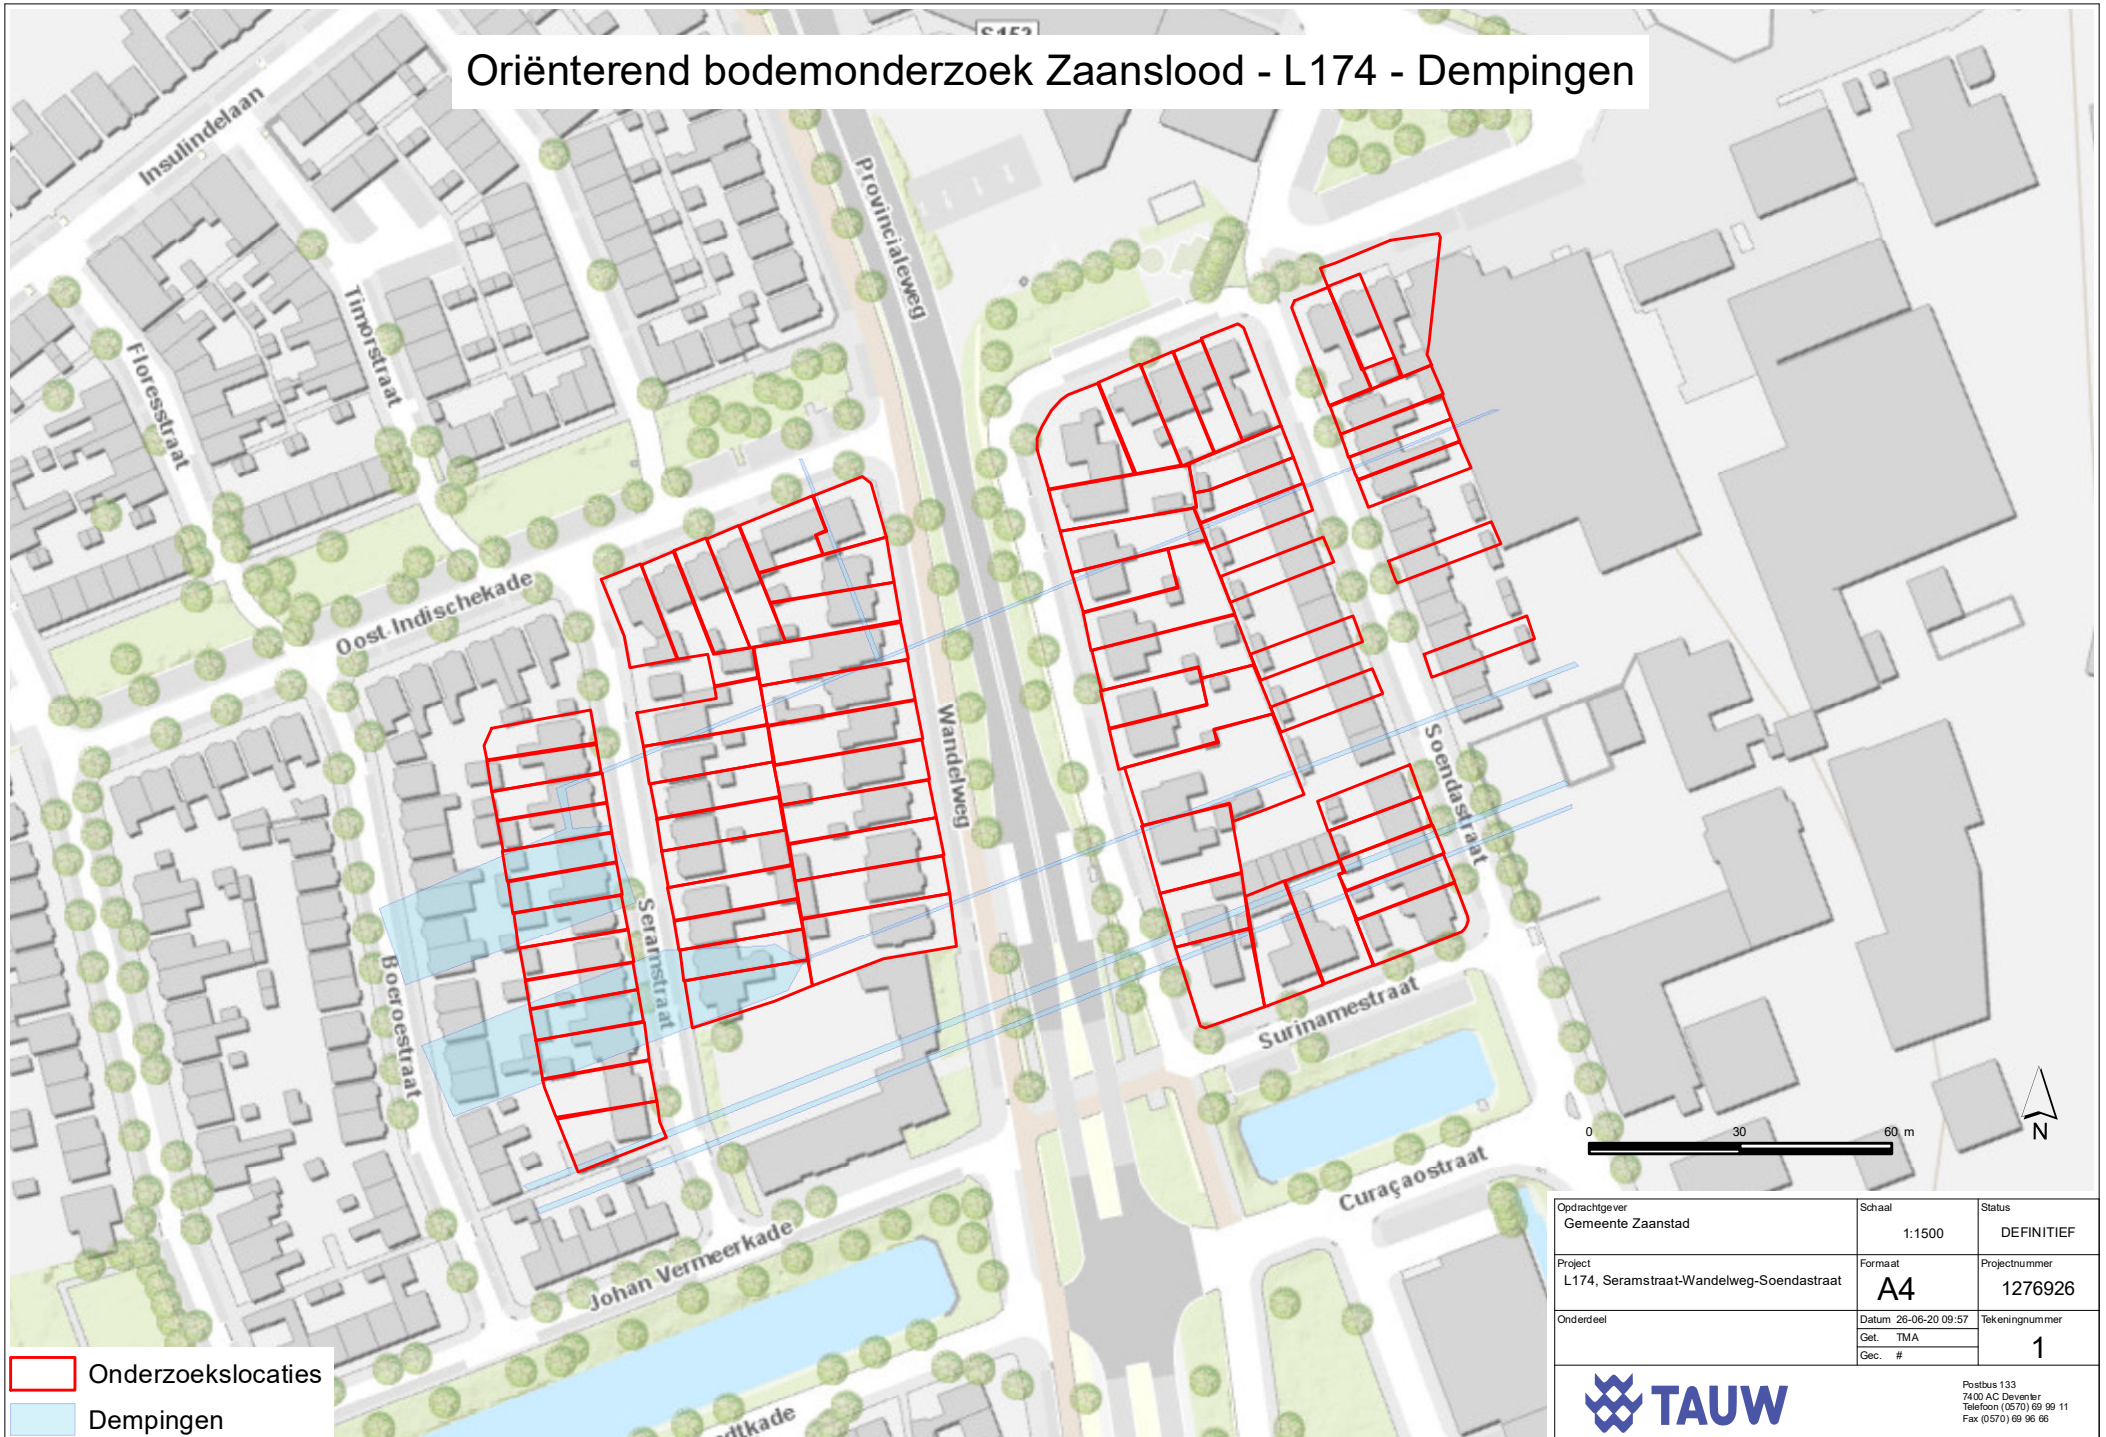 S152
Oriënterend bodemonderzoek Zaanslood - L174 - Dempingen
Insulindelaan
Provincialeweg
Timorstraat
Floresstraat
Oost-Indischekade
Wandelweg
Soendastraat
Seramstraat
Boeroestraat
Surinamestraat
Curaçaostraat
Johan Vermeerkade
0 30 60 m
N
Onderzoekslocaties
Dempingen
Opdrachtgever
Gemeente Zaanstad
Schaal
1:1500
Status
DEFINITIEF
Project
L174, Seramstraat-Wandelweg-Soendastraat
Formaat
A4
Projectnummer
1276926
Onderdeel
Datum 26-06-20 09:57
Get. TMA
Gec. #
Tekeningnummer
1
TAUW
Postbus 133
7400 AC Deventer
Telefoon (0570) 69 99 11
Fax (0570) 69 96 66